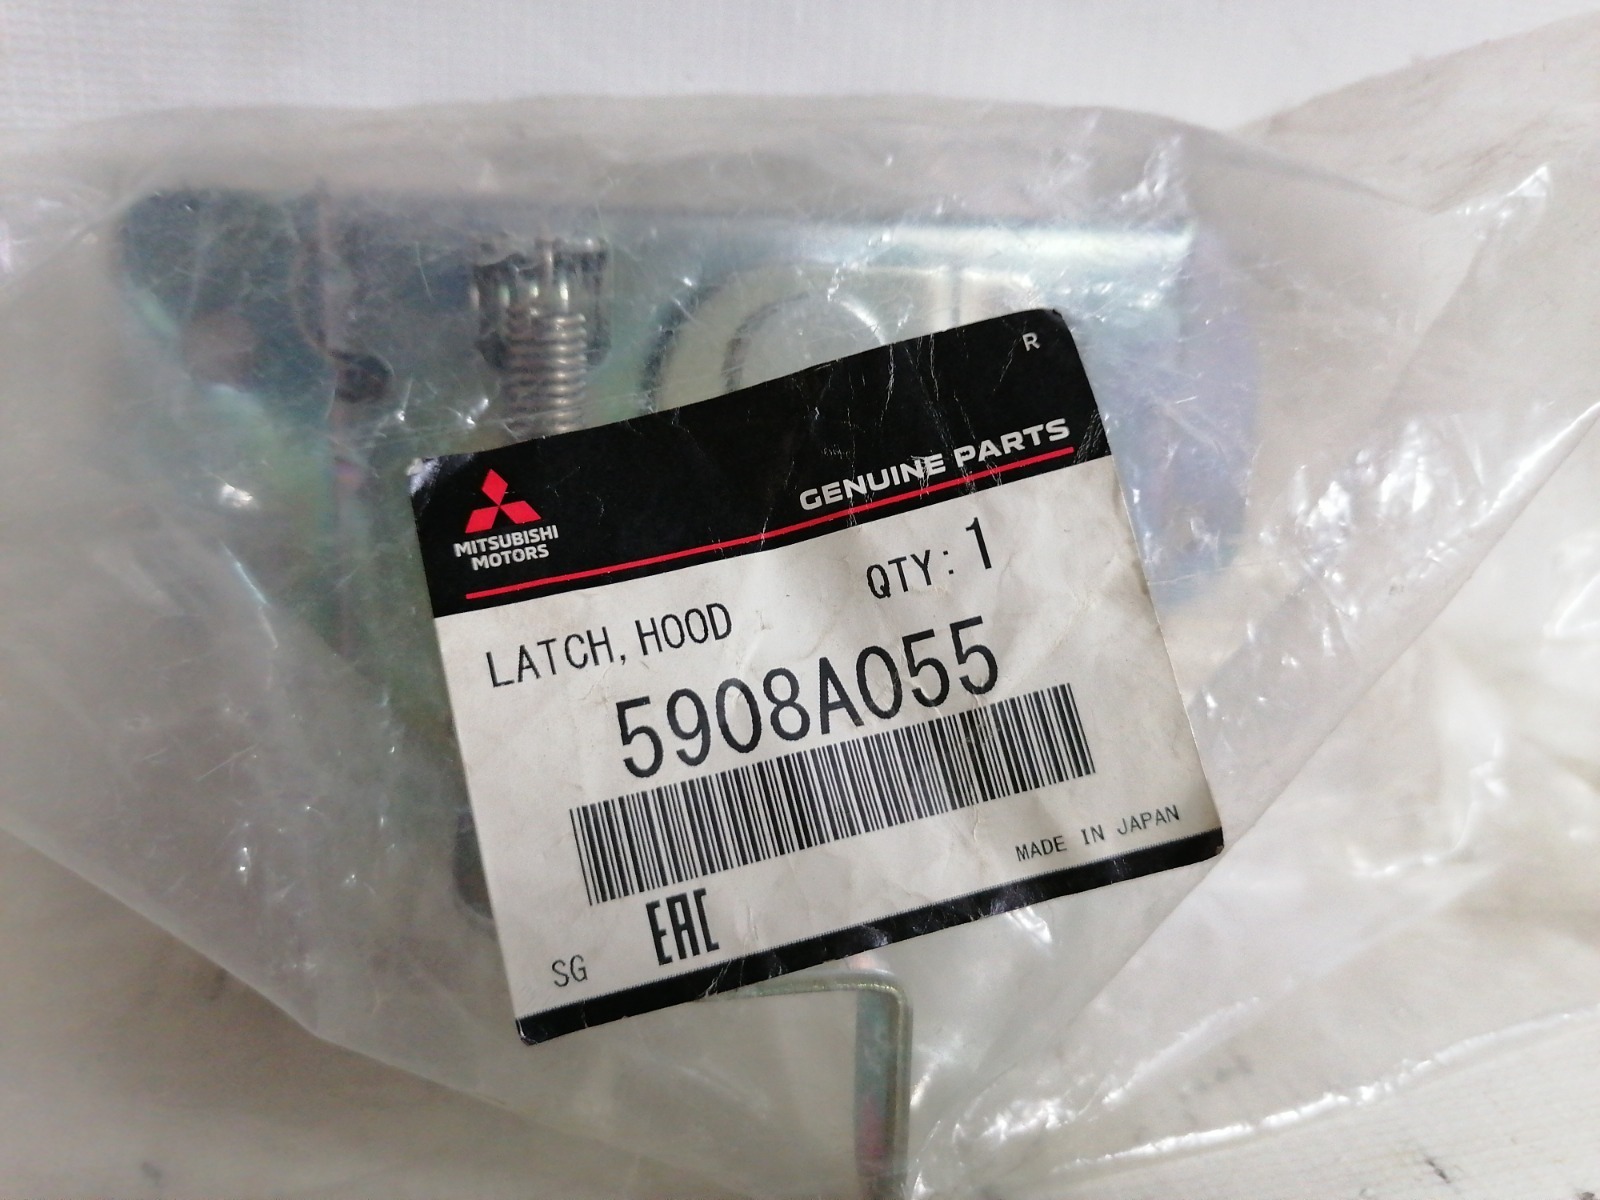 R
GENUINE PARTS
MITSUBISHI
MOTORS
QTY: 1
LATCH, HOOD
5908A055
MADE IN JAPAN
EAC
SG